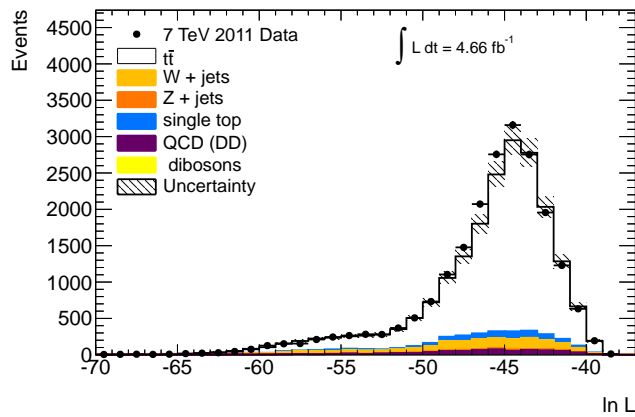 Events
4500
4000
3500
3000
2500
2000
1500
1000
500
0
7 TeV 2011 Data
tt̄
W + jets
Z + jets
single top
QCD (DD)
dibosons
Uncertainty
∫ L dt = 4.66 fb⁻¹
-70 -65 -60 -55 -50 -45 -40
ln L